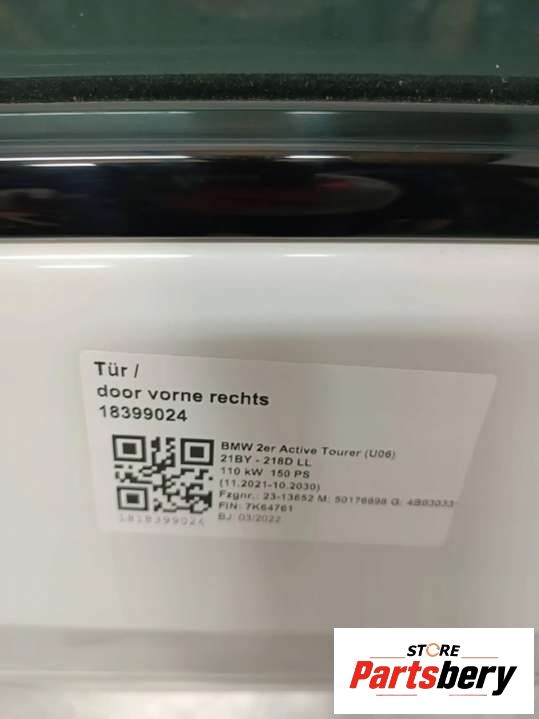 Tür /
door vorne rechts
18399024
BMW 2er Active Tourer (U06)
21BY - 218D LL
110 kW 150 PS
(11.2021-10.2030)
Fzgnr.: 23-13652 M: 50176698 G: 4B03033
FIN: 7K64761
BJ: 03/2022
1818399024
STORE
Partsbery